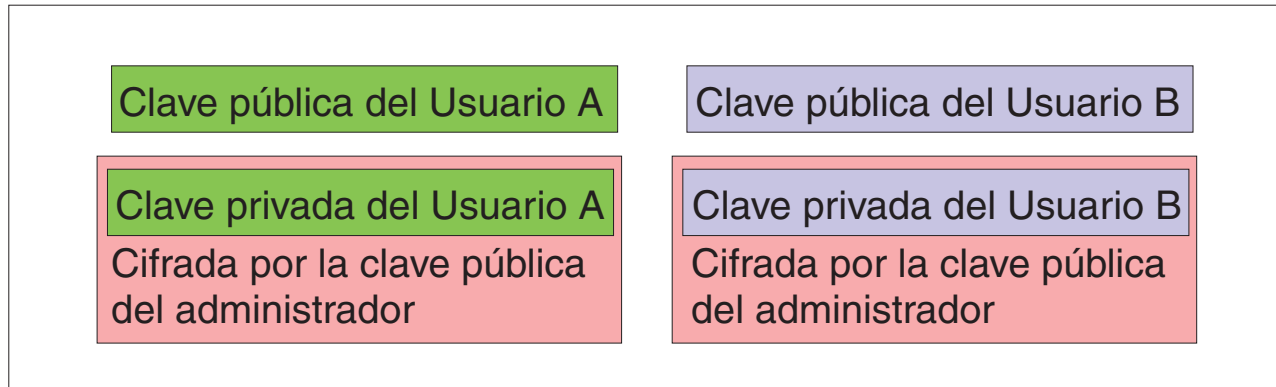 Clave pública del Usuario A
Clave pública del Usuario B
Clave privada del Usuario A
Cifrada por la clave pública
del administrador
Clave privada del Usuario B
Cifrada por la clave pública
del administrador